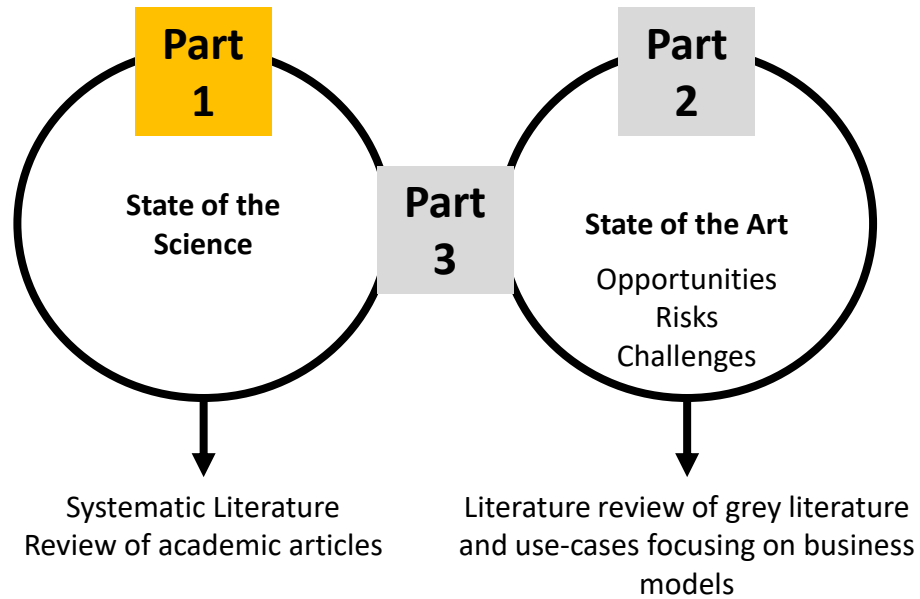 Part
1
State of the
Science
Systematic Literature
Review of academic articles
Part
3
Part
2
State of the Art
Opportunities
Risks
Challenges
Literature review of grey literature
and use-cases focusing on business
models